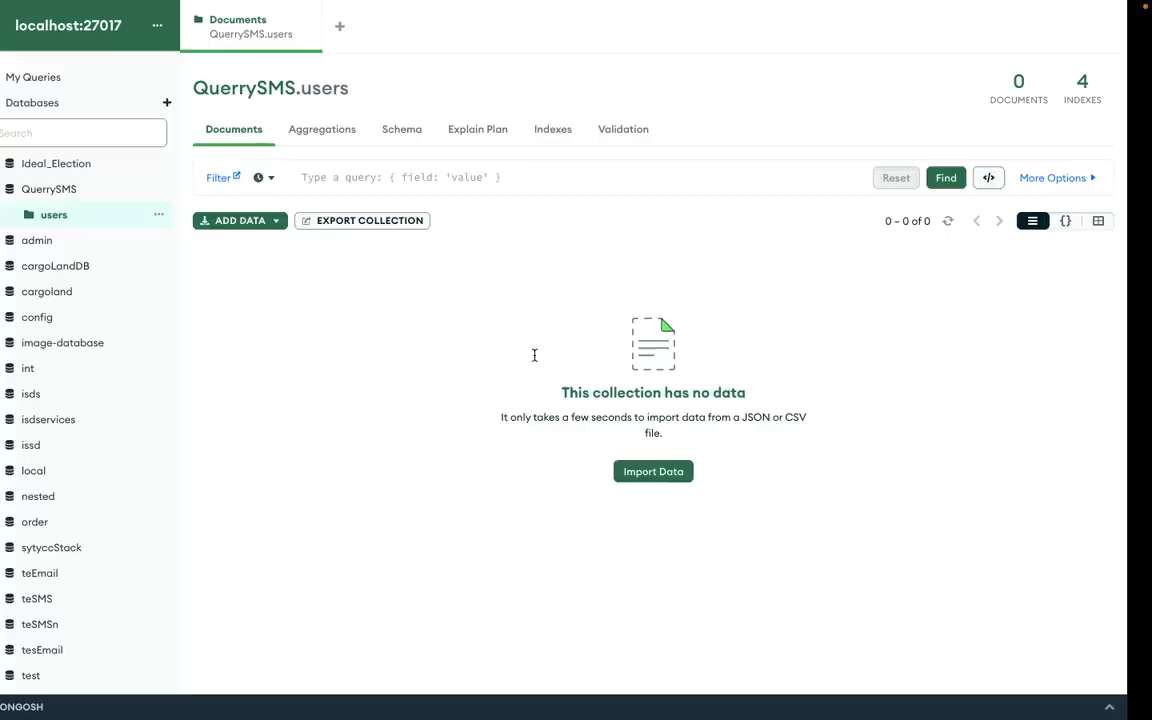 localhost:27017
Documents
QuerrySMS.users
My Queries
Databases
Search
Ideal_Election
QuerrySMS
users
admin
cargoLandDB
cargoland
config
image-database
int
isds
isdservices
issd
local
nested
order
sytyccStack
teEmail
teSMS
teSMSn
tesEmail
test
QuerrySMS.users
0
DOCUMENTS
4
INDEXES
Documents
Aggregations
Schema
Explain Plan
Indexes
Validation
Filter
Type a query: { field: 'value' }
Reset
Find
</>
More Options
ADD DATA
EXPORT COLLECTION
0 – 0 of 0
{}
This collection has no data
It only takes a few seconds to import data from a JSON or CSV
file.
Import Data
ONGOSH